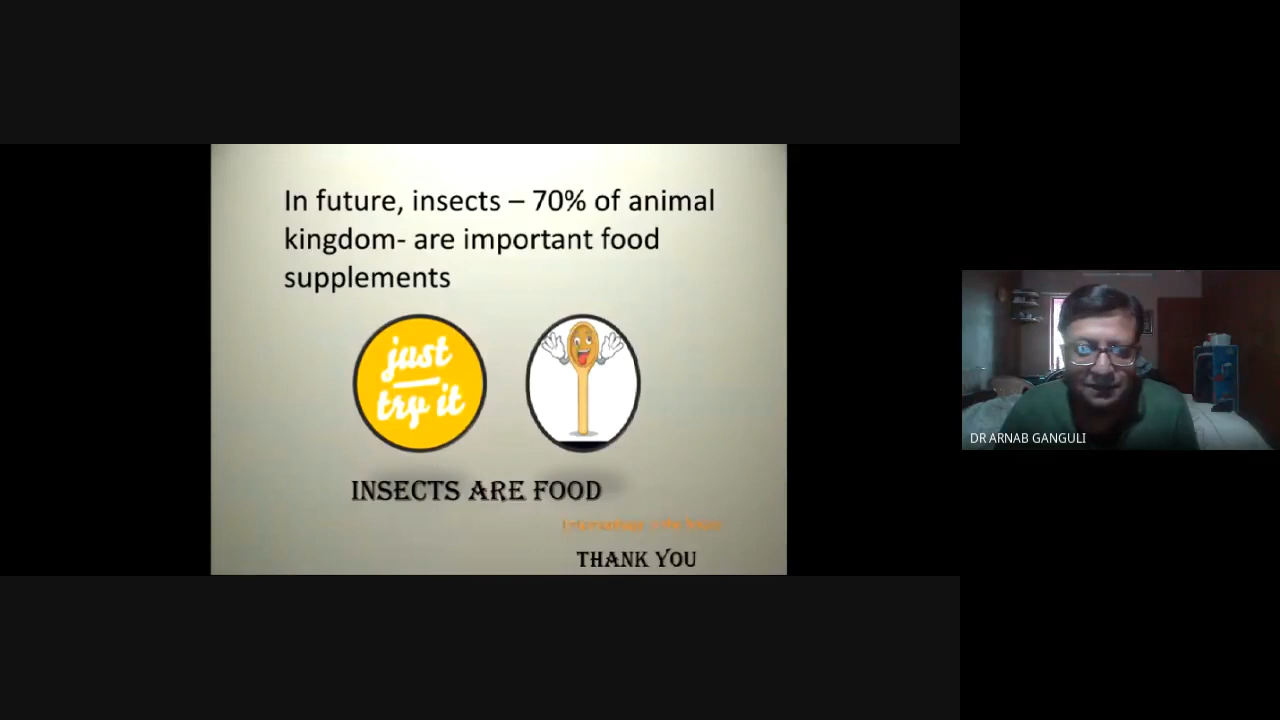 In future, insects – 70% of animal
kingdom- are important food
supplements
just
try it
INSECTS ARE FOOD
THANK YOU
DR ARNAB GANGULI